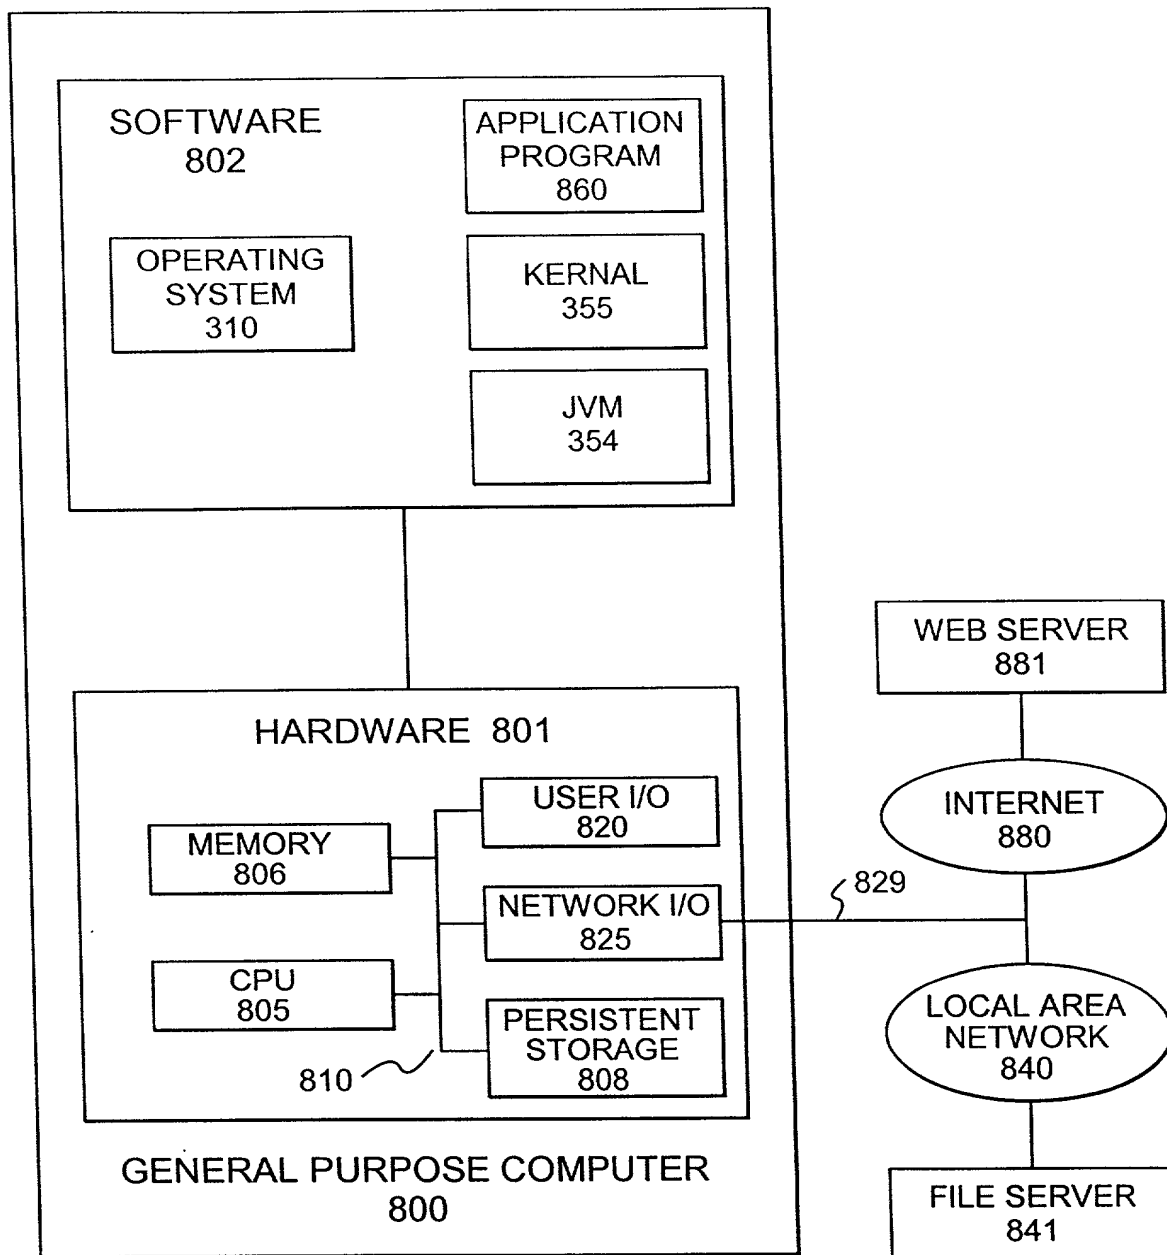 SOFTWARE
802
APPLICATION
PROGRAM
860
OPERATING
SYSTEM
310
KERNAL
355
JVM
354
HARDWARE 801
MEMORY
806
USER I/O
820
NETWORK I/O
825
CPU
805
PERSISTENT
STORAGE
808
810
GENERAL PURPOSE COMPUTER
800
WEB SERVER
881
INTERNET
880
829
LOCAL AREA
NETWORK
840
FILE SERVER
841